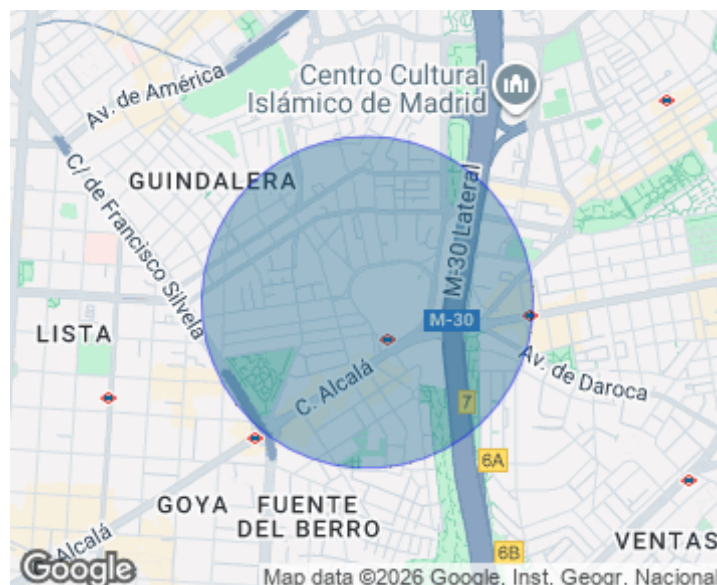 Centro Cultural
Islámico de Madrid
Av. de América
C/ de Francisco Silvela
GUINDALERA
M-30 Lateral
M-30
LISTA
C. Alcalá
Av. de Daroca
7
6A
GOYA
FUENTE
DEL BERRO
VENTAS
Alcalá
6B
Google
Map data ©2026 Google, Inst. Geogr. Nacional